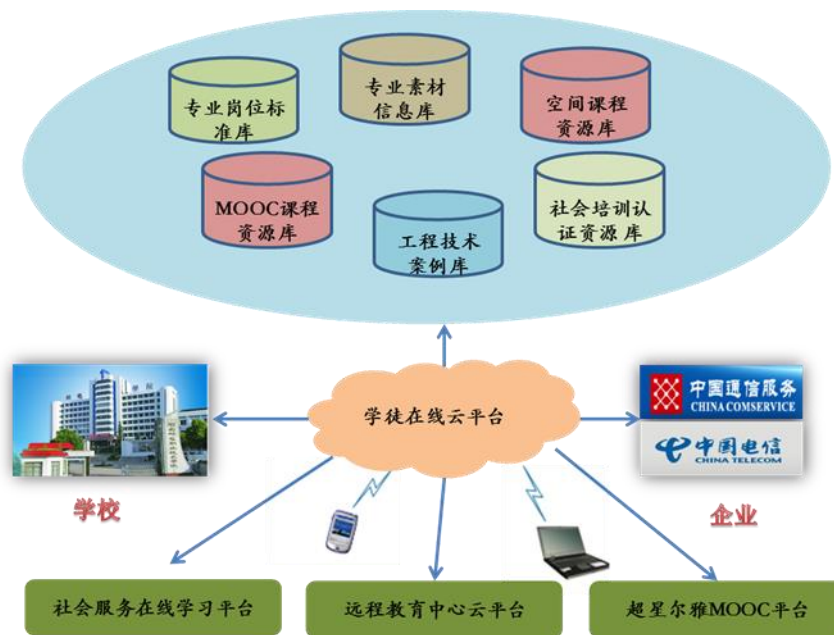 专业岗位标
准库
专业素材
信息库
空间课程
资源库
MOOC课程
资源库
工程技术
案例库
社会培训认
证资源库
学徒在线云平台
中国通信服务
CHINA COMSERVICE
中国电信
CHINA TELECOM
学校
企业
社会服务在线学习平台
远程教育中心云平台
超星尔雅MOOC平台